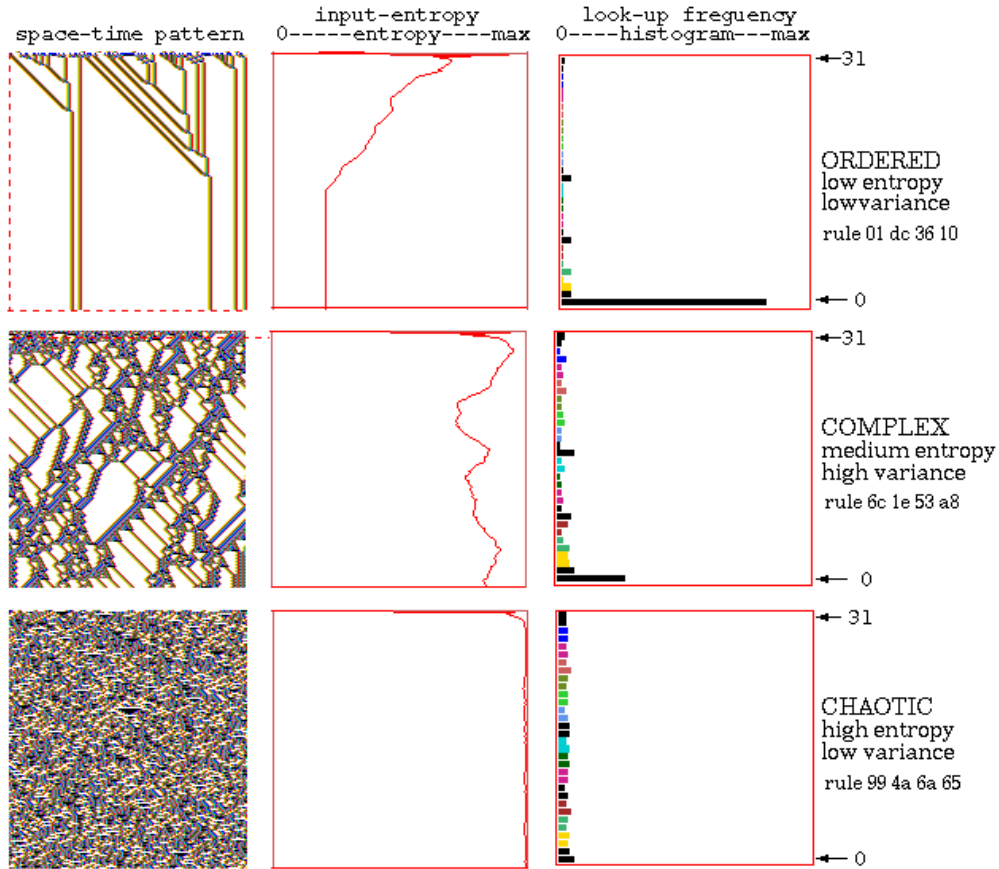 input-entropy
look-up freguency
space-time pattern
0-----entropy----max
0----histogram---max
31
ORDERED
low entropy
lowvariance
rule 01 dc 36 10
0
31
COMPLEX
medium entropy
high variance
rule 6c 1e 53 a8
0
31
CHAOTIC
high entropy
low variance
rule 99 4a 6a 65
0